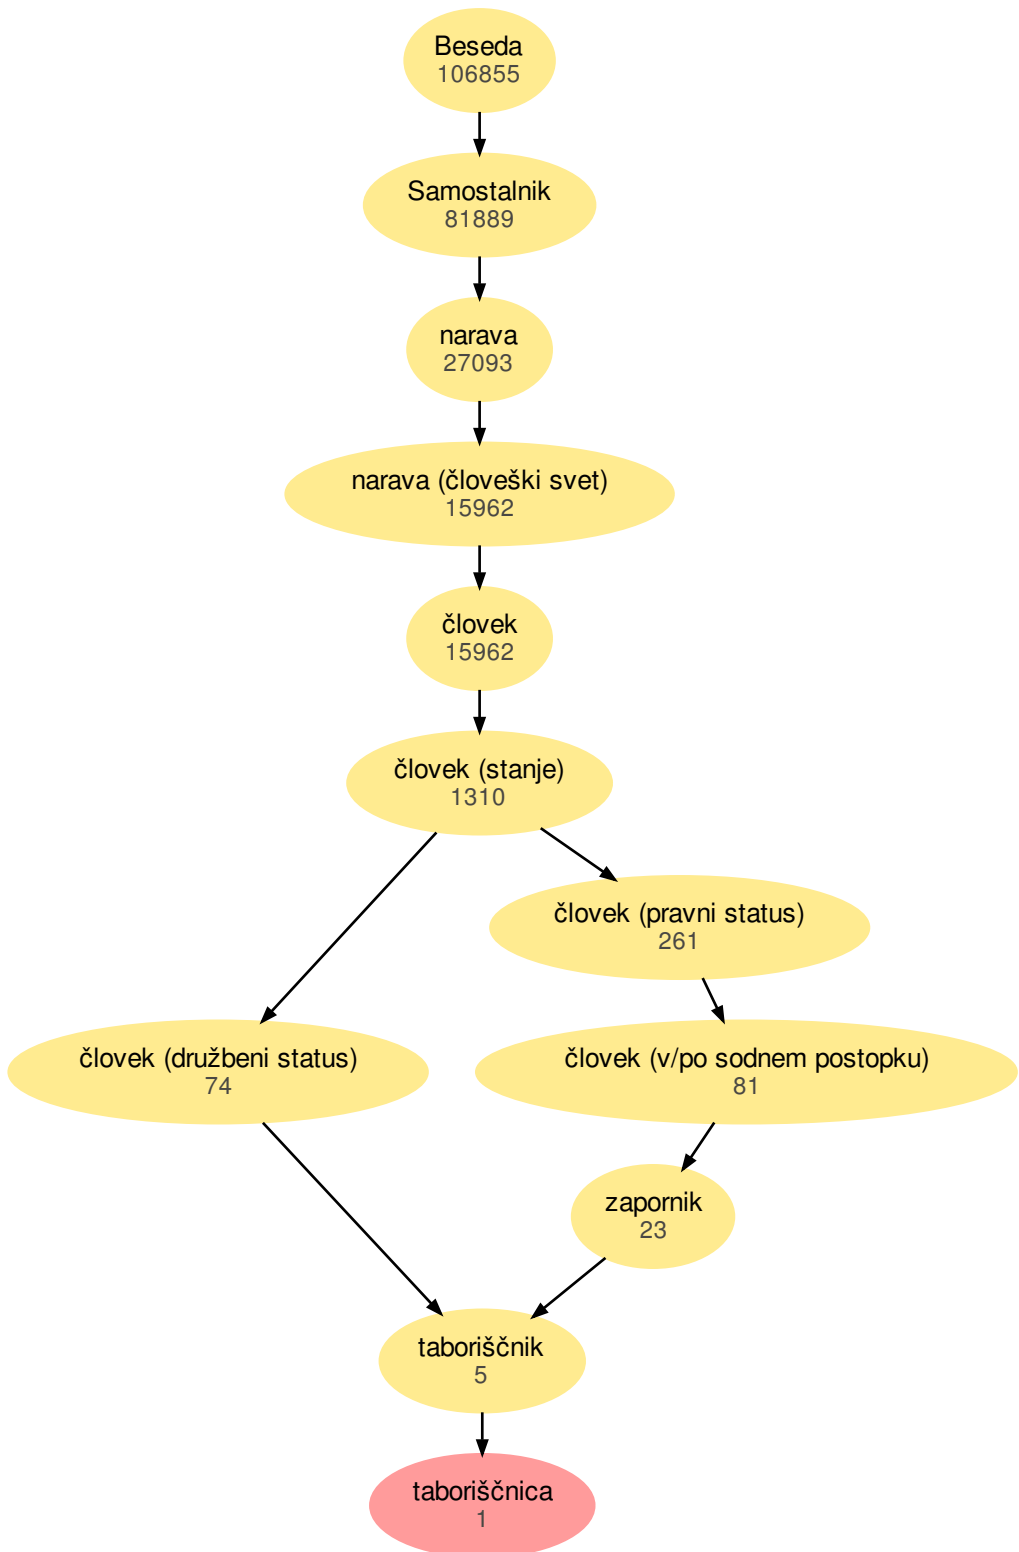 Beseda
106855
Samostalnik
81889
narava
27093
narava (človeški svet)
15962
človek
15962
človek (stanje)
1310
človek (pravni status)
261
človek (družbeni status)
74
človek (v/po sodnem postopku)
81
zapornik
23
taboriščnik
5
taboriščnica
1